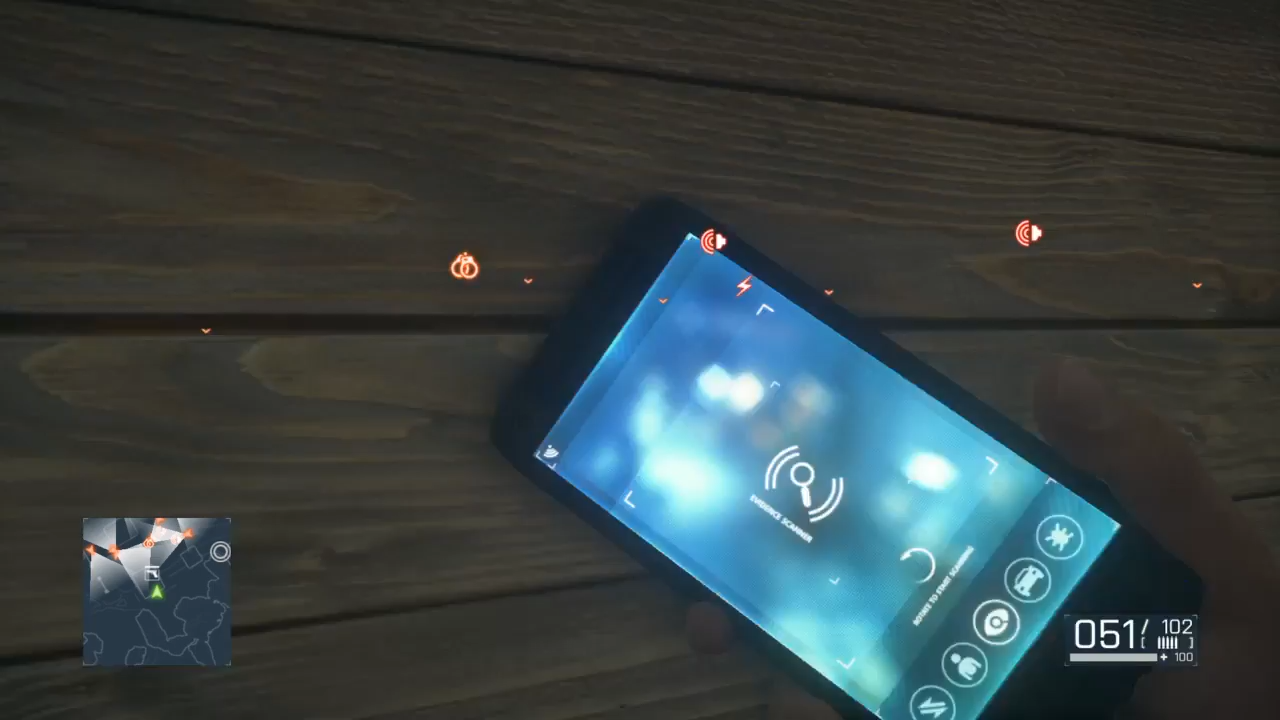 EVIDENCE SCANNER
ROTATE TO START SCANNING
051/ 102
+ 100